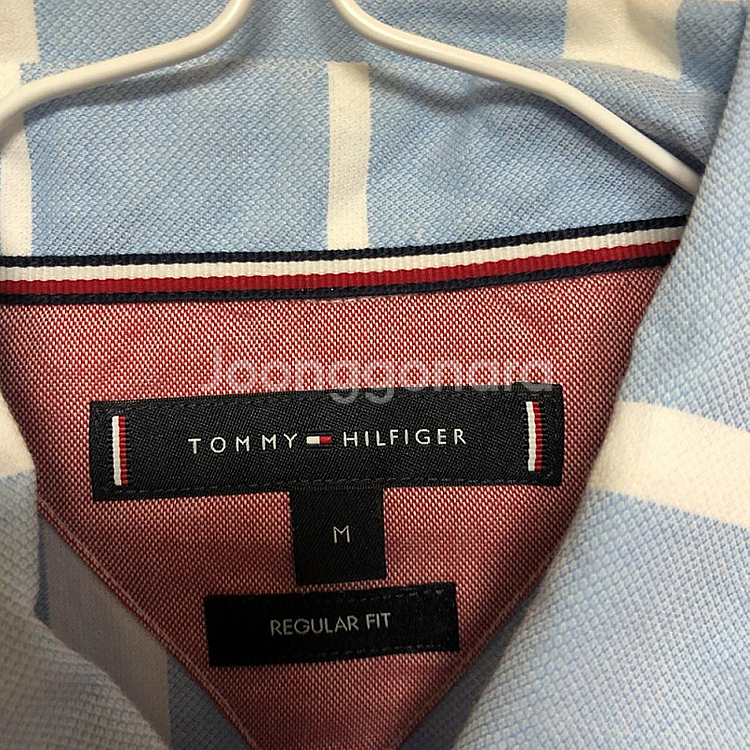 Joonggonara
TOMMY HILFIGER
M
REGULAR FIT